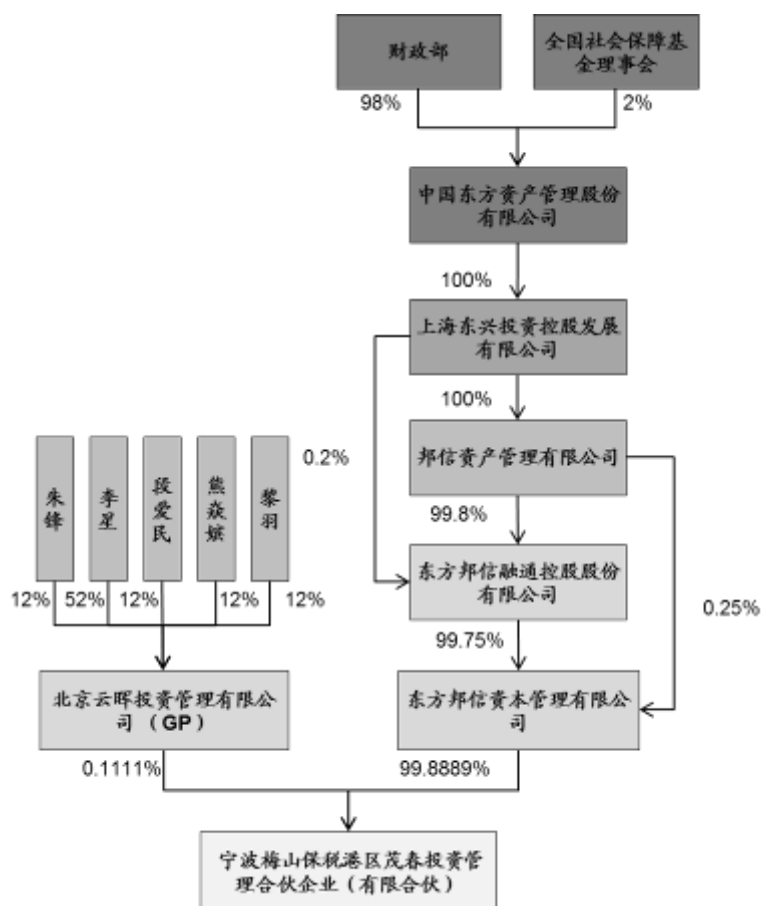 财政部
全国社会保障基
金理事会
98%
2%
中国东方资产管理股份
有限公司
100%
上海东兴投资控股发展
有限公司
100%
朱锋
李星
段爱民
熊焱嫔
黎羽
0.2%
邦信资产管理有限公司
99.8%
东方邦信融通控股股份
有限公司
12%
52%
12%
12%
12%
0.25%
99.75%
北京云晖投资管理有限公
司（GP）
东方邦信资本管理有限公
司
0.1111%
99.8889%
宁波梅山保税港区茂春投资管
理合伙企业（有限合伙）